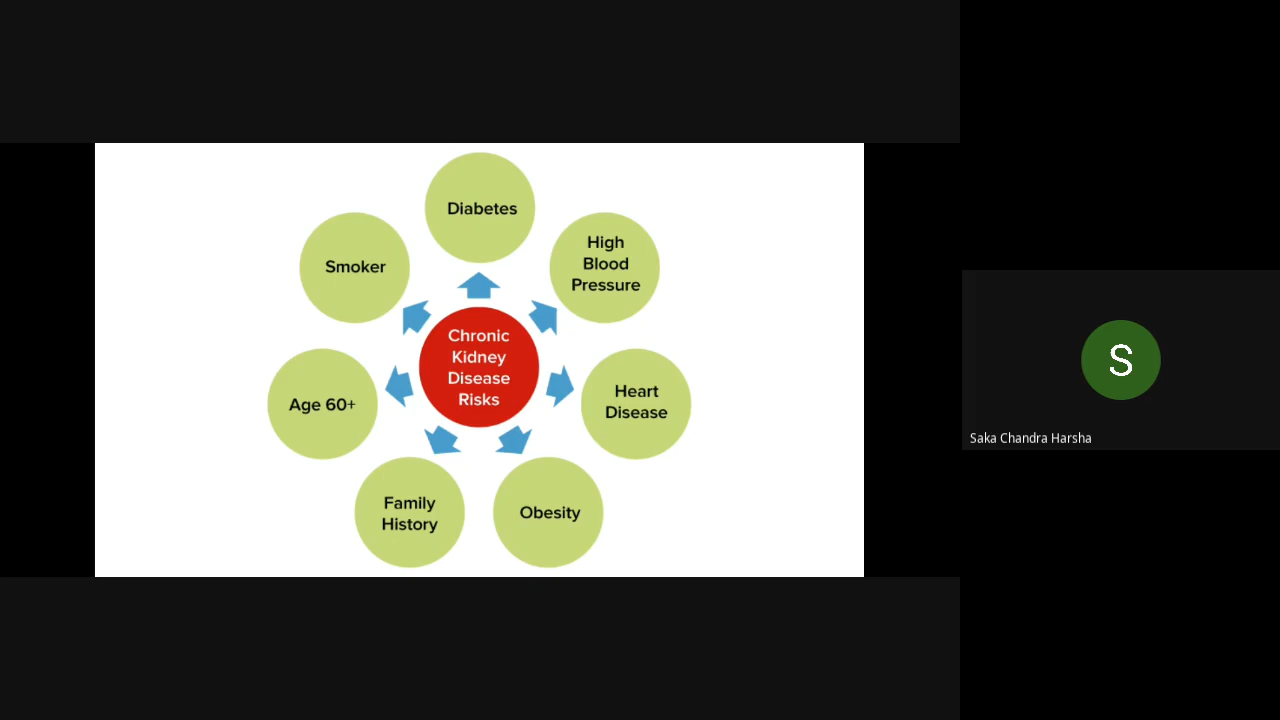 Diabetes
High
Blood
Pressure
Smoker
Chronic
Kidney
Disease
Risks
Heart
Disease
Age 60+
Family
History
Obesity
S
Saka Chandra Harsha